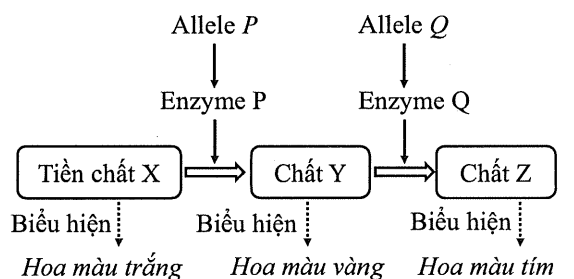 Allele P Allele Q
Enzyme P Enzyme Q
Tiền chất X Chất Y Chất Z
Biểu hiện Biểu hiện Biểu hiện
Hoa màu trắng Hoa màu vàng Hoa màu tím